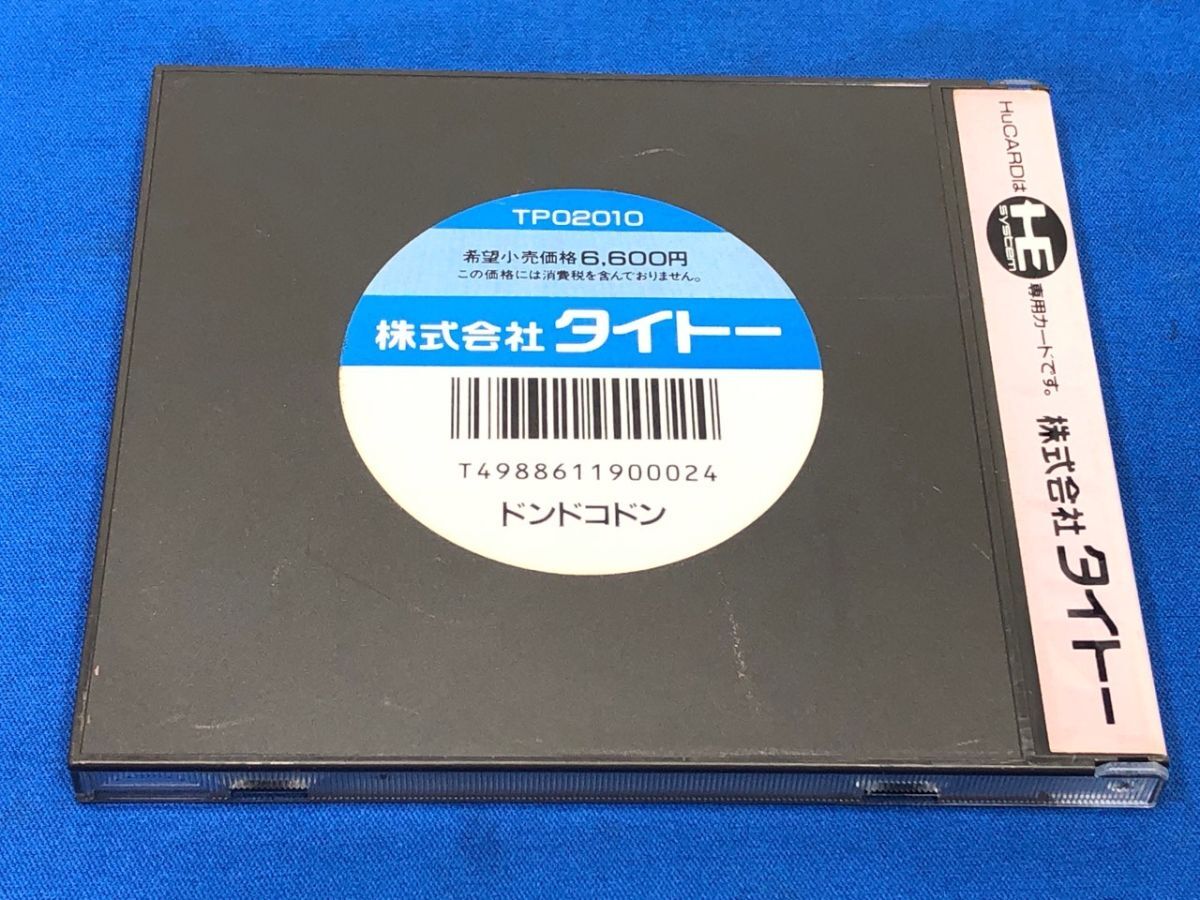 TP02010
希望小売価格6,600円
この価格には消費税を含んでおりません。
株式会社 タイトー
T4988611900024
ドンドコドン
HuCARDは HE system 専用カードです。 株式会社 タイトー